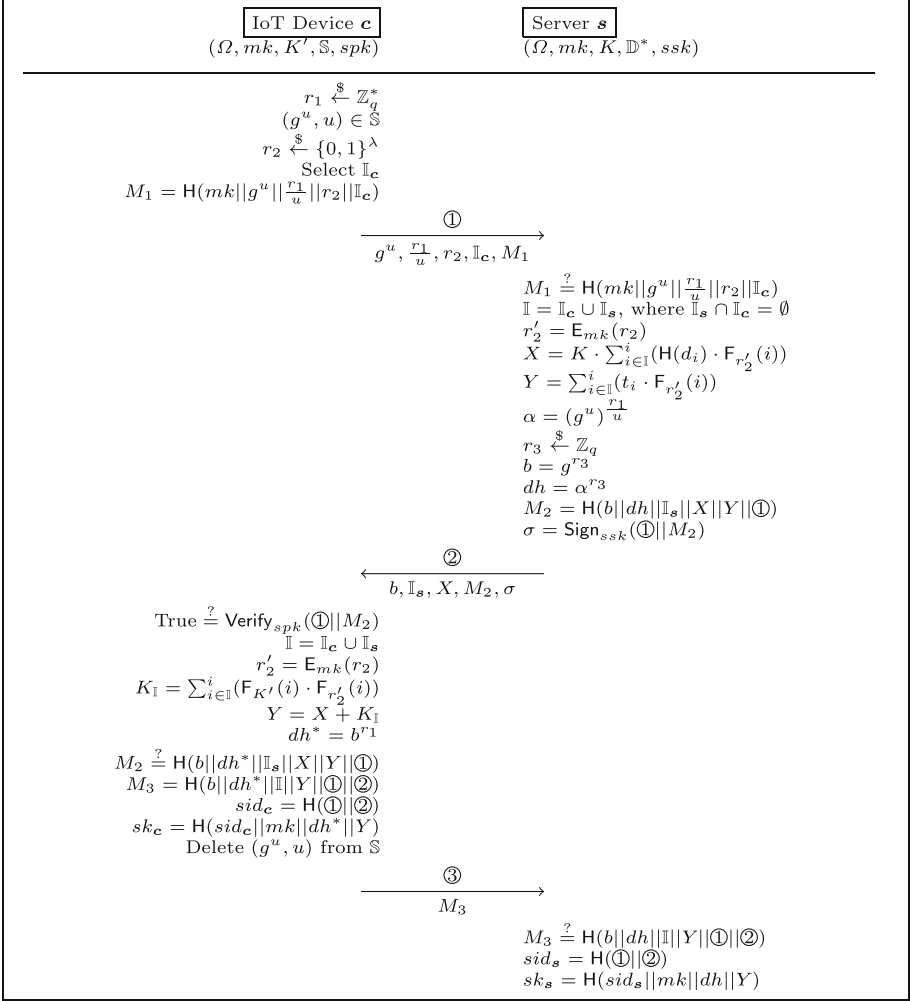 IoT Device c
Server s
(Ω, mk, K′, 𝕊, spk)
(Ω, mk, K, 𝔻*, ssk)
r₁ $← ℤ*_q
(g^u, u) ∈ 𝕊
r₂ $← {0, 1}^λ
Select 𝕀_c
M₁ = H(mk||g^u||r₁/u||r₂||𝕀_c)
①
g^u, r₁/u, r₂, 𝕀_c, M₁
M₁ ?= H(mk||g^u||r₁/u||r₂||𝕀_c)
𝕀 = 𝕀_c ∪ 𝕀_s, where 𝕀_s ∩ 𝕀_c = ∅
r′₂ = E_mk(r₂)
X = K · ∑^i_{i∈𝕀}(H(d_i) · F_{r′₂}(i))
Y = ∑^i_{i∈𝕀}(t_i · F_{r′₂}(i))
α = (g^u)^{r₁/u}
r₃ $← ℤ_q
b = g^{r₃}
dh = α^{r₃}
M₂ = H(b||dh||𝕀_s||X||Y||①)
σ = Sign_ssk(①||M₂)
②
b, 𝕀_s, X, M₂, σ
True ?= Verify_spk(①||M₂)
𝕀 = 𝕀_c ∪ 𝕀_s
r′₂ = E_mk(r₂)
K_𝕀 = ∑^i_{i∈𝕀}(F_{K′}(i) · F_{r′₂}(i))
Y = X + K_𝕀
dh* = b^{r₁}
M₂ ?= H(b||dh*||𝕀_s||X||Y||①)
M₃ = H(b||dh*||𝕀||Y||①||②)
sid_c = H(①||②)
sk_c = H(sid_c||mk||dh*||Y)
Delete (g^u, u) from 𝕊
③
M₃
M₃ ?= H(b||dh||𝕀||Y||①||②)
sid_s = H(①||②)
sk_s = H(sid_s||mk||dh||Y)